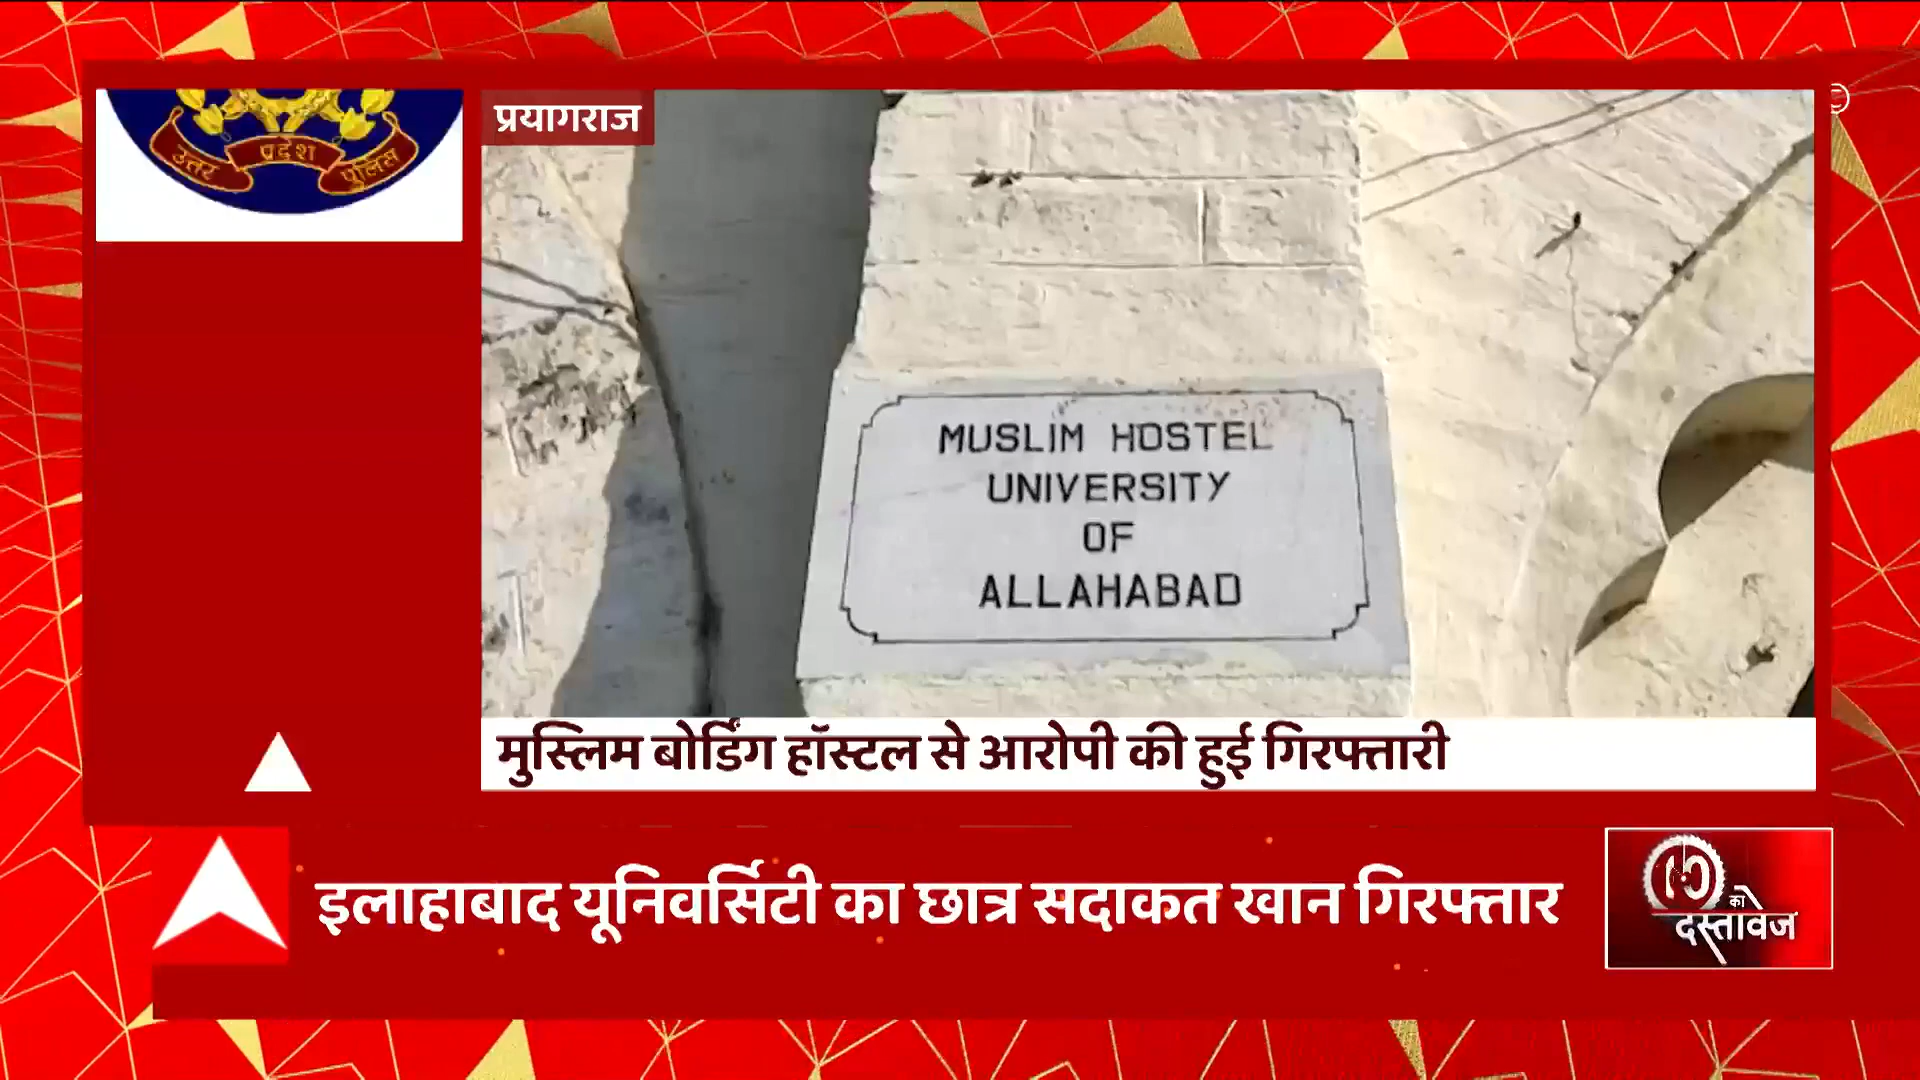 उत्तर प्रदेश पुलिस
प्रयागराज
MUSLIM HOSTEL
UNIVERSITY
OF
ALLAHABAD
मुस्लिम बोर्डिंग हॉस्टल से आरोपी की हुई गिरफ्तारी
इलाहाबाद यूनिवर्सिटी का छात्र सदाकत खान गिरफ्तार
को
दस्तावेज